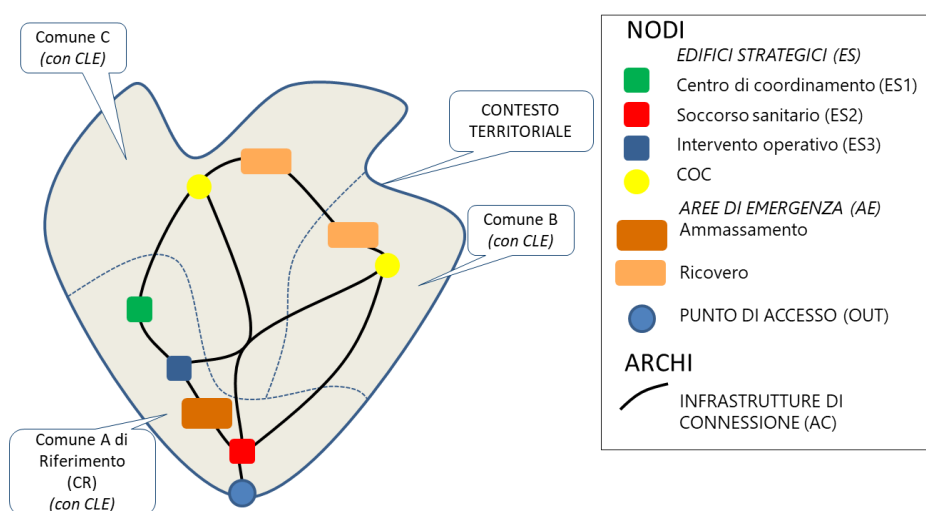 Comune C
(con CLE)
CONTESTO
TERRITORIALE
Comune B
(con CLE)
Comune A di
Riferimento
(CR)
(con CLE)
NODI
EDIFICI STRATEGICI (ES)
Centro di coordinamento (ES1)
Soccorso sanitario (ES2)
Intervento operativo (ES3)
COC
AREE DI EMERGENZA (AE)
Ammassamento
Ricovero
PUNTO DI ACCESSO (OUT)
ARCHI
INFRASTRUTTURE DI
CONNESSIONE (AC)